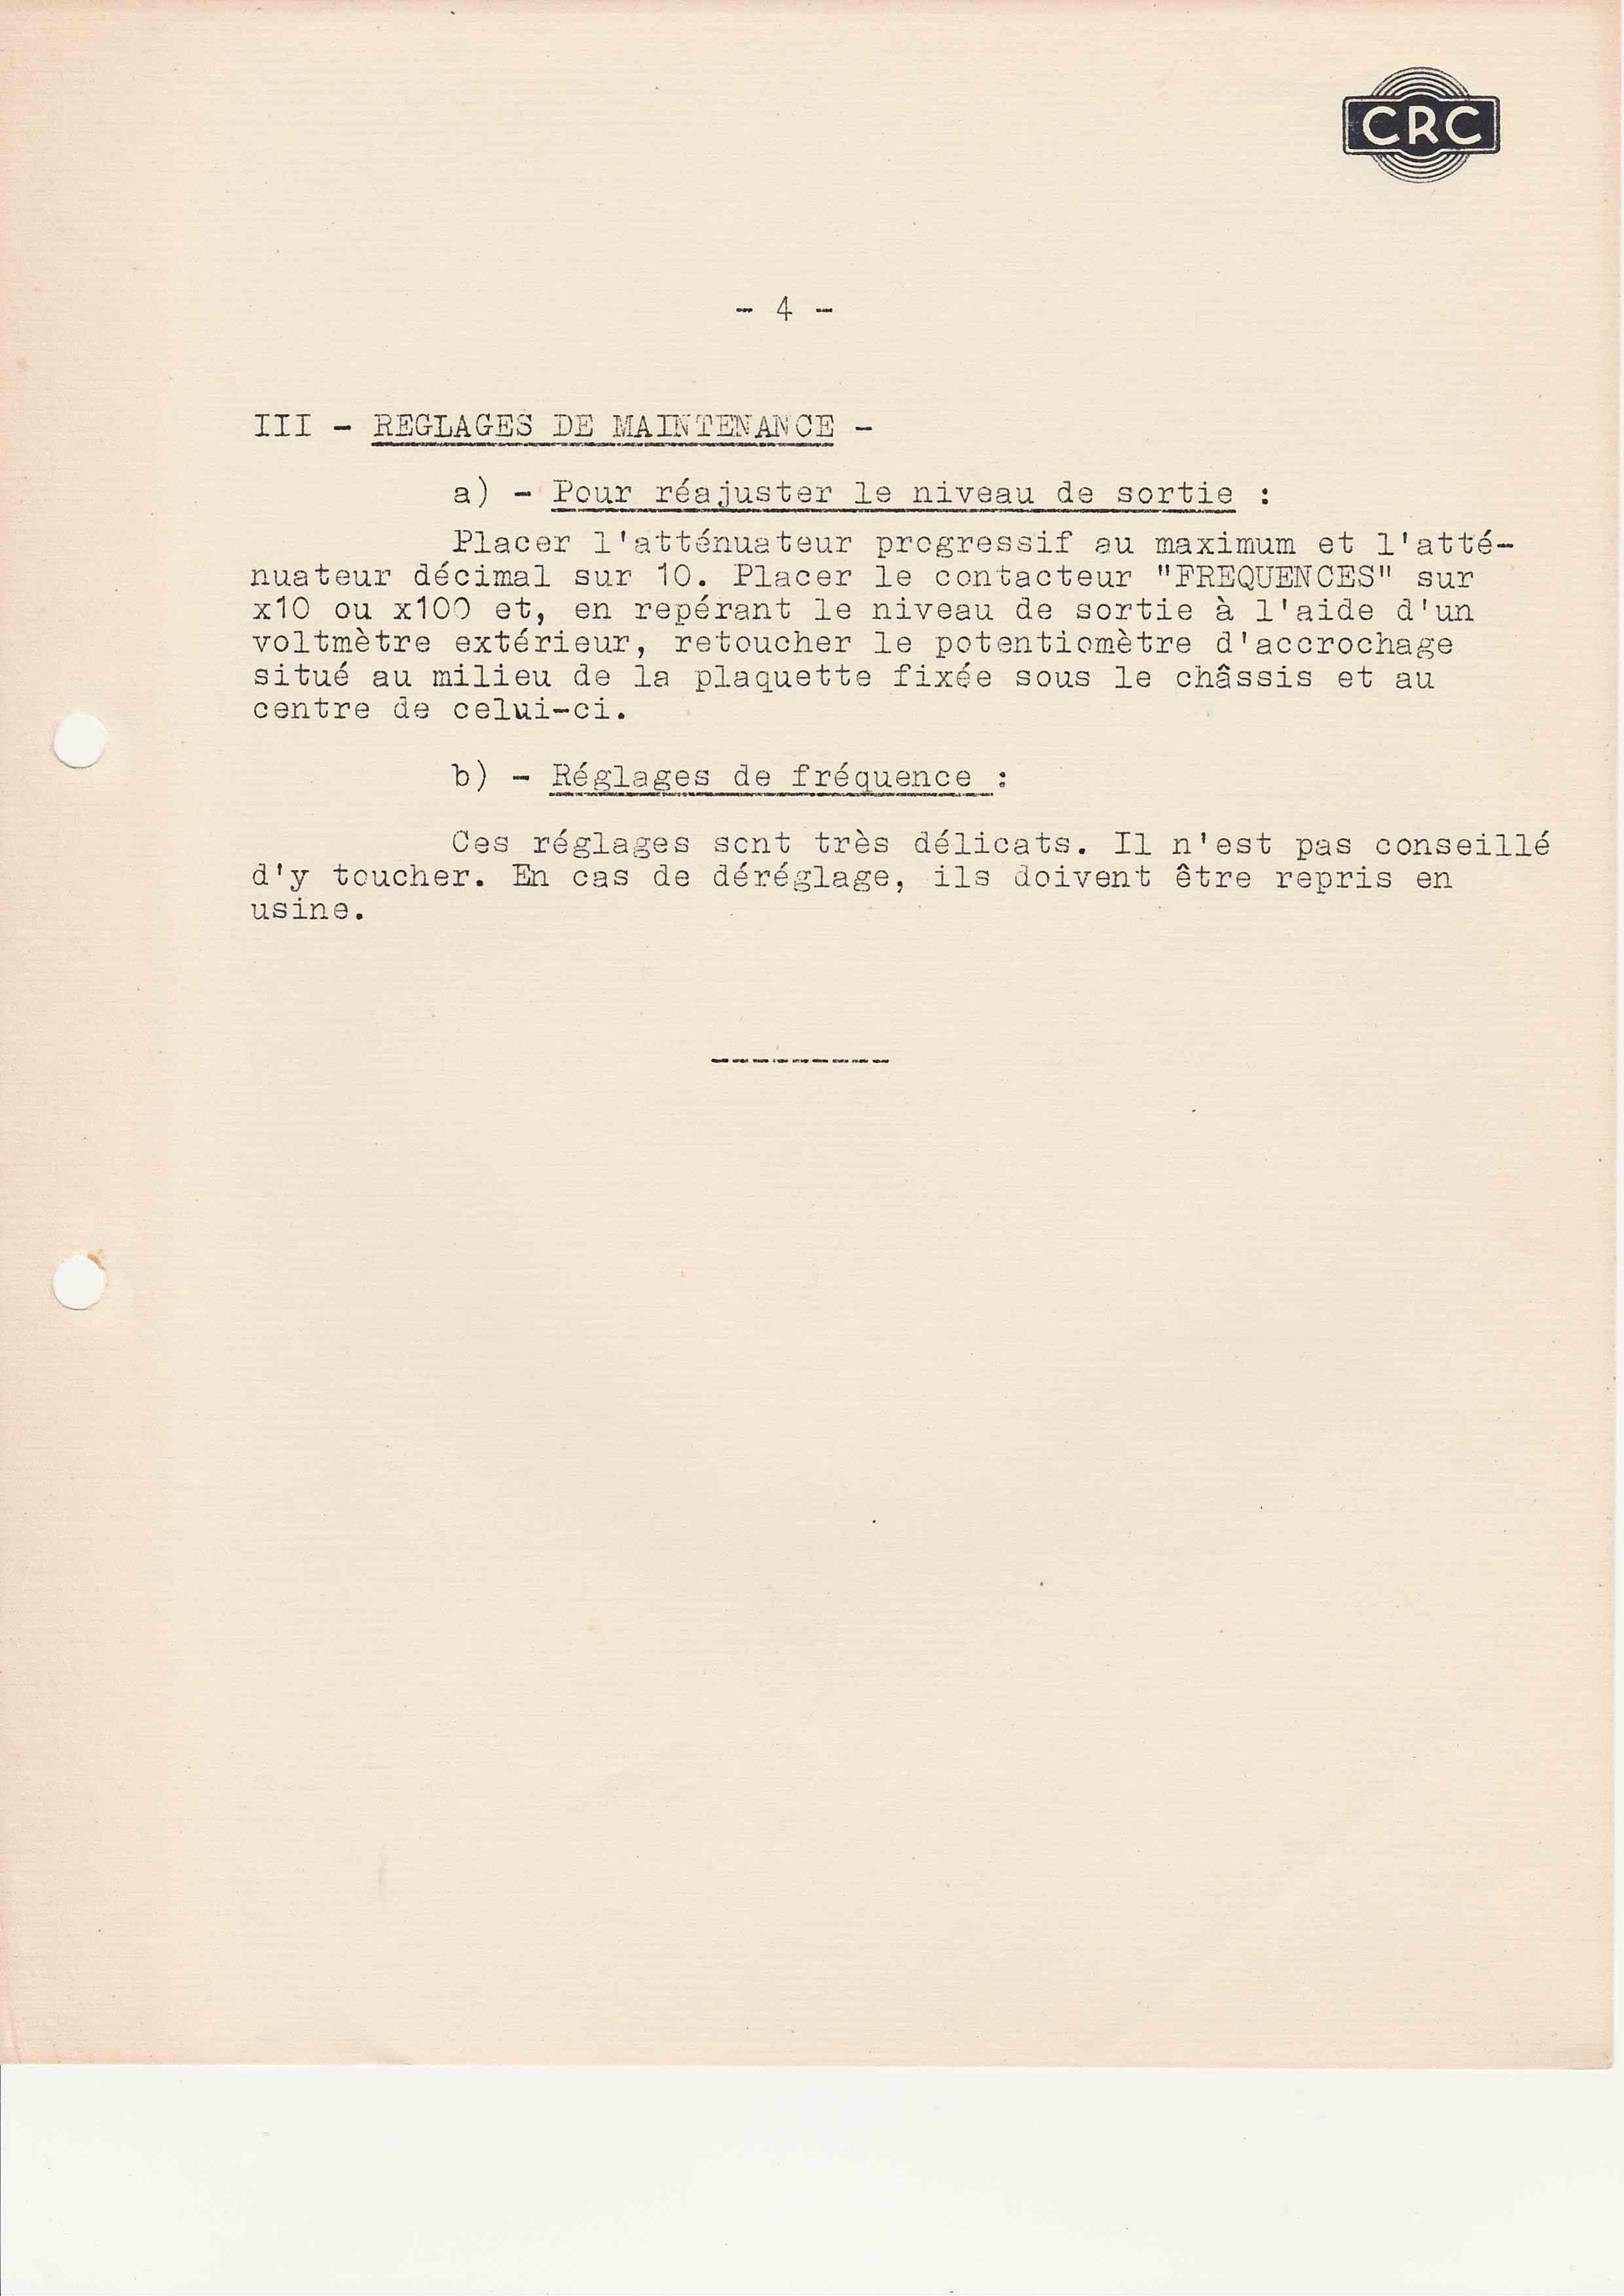 CRC
- 4 -
III - REGLAGES DE MAINTENANCE -
a) - Pour réajuster le niveau de sortie :
Placer l'atténuateur progressif au maximum et l'atté-
nuateur décimal sur 10. Placer le contacteur "FREQUENCES" sur
x10 ou x100 et, en repérant le niveau de sortie à l'aide d'un
voltmètre extérieur, retoucher le potentiomètre d'accrochage
situé au milieu de la plaquette fixée sous le châssis et au
centre de celui-ci.
b) - Réglages de fréquence :
Ces réglages sont très délicats. Il n'est pas conseillé
d'y toucher. En cas de déréglage, ils doivent être repris en
usine.